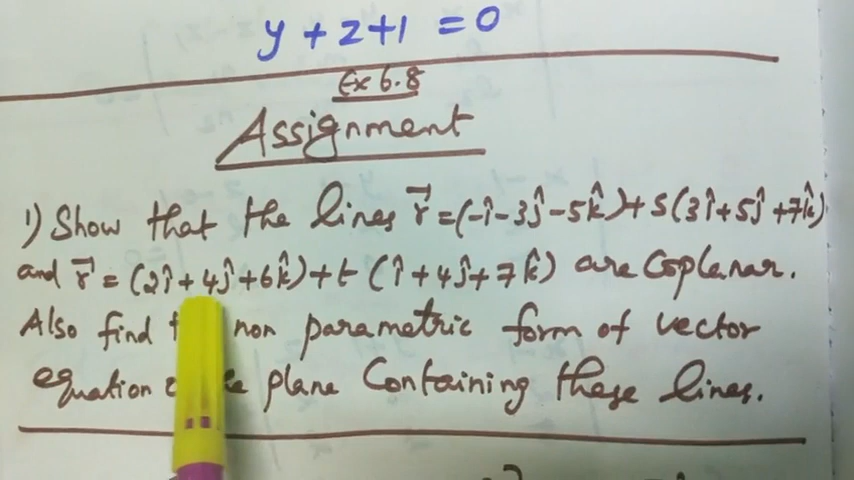 y + z + 1 = 0
Ex 6.8
Assignment
1) Show that the lines r⃗ = (-î - 3ĵ - 5k̂) + s(3î + 5ĵ + 7k̂)
and r⃗ = (2î + 4ĵ + 6k̂) + t (î + 4ĵ + 7k̂) are Coplanar.
Also find non parametric form of vector
equation plane Containing these lines.